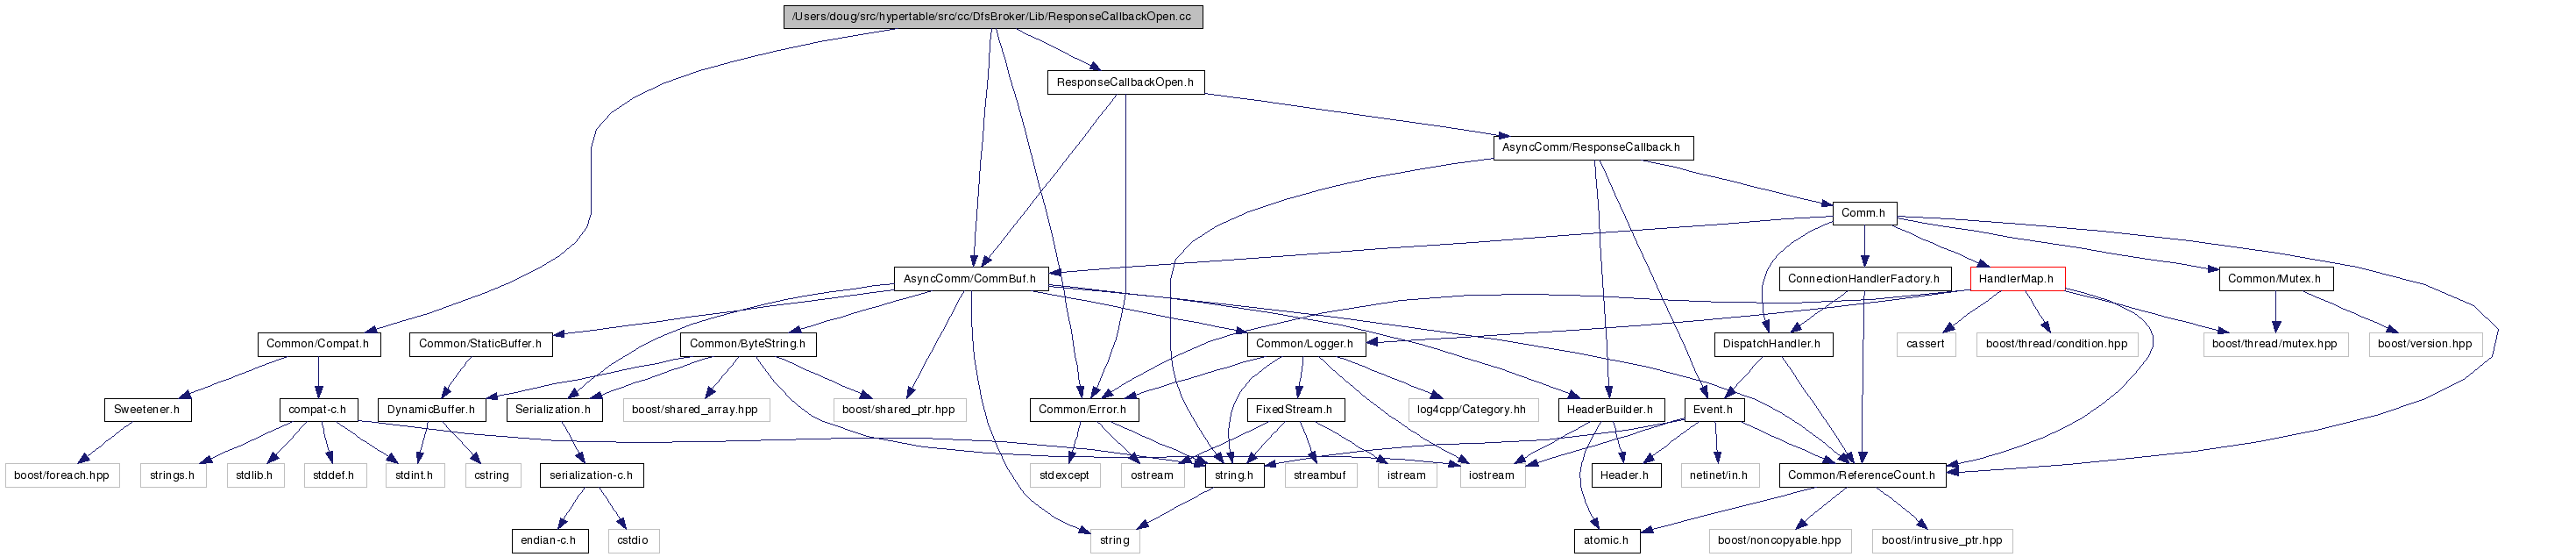 /Users/doug/src/hypertable/src/cc/DfsBroker/Lib/ResponseCallbackOpen.cc
ResponseCallbackOpen.h
AsyncComm/ResponseCallback.h
Comm.h
AsyncComm/CommBuf.h
ConnectionHandlerFactory.h
HandlerMap.h
Common/Mutex.h
Common/Compat.h
Common/StaticBuffer.h
Common/ByteString.h
Common/Logger.h
DispatchHandler.h
cassert
boost/thread/condition.hpp
boost/thread/mutex.hpp
boost/version.hpp
Sweetener.h
compat-c.h
DynamicBuffer.h
Serialization.h
boost/shared_array.hpp
boost/shared_ptr.hpp
Common/Error.h
FixedStream.h
log4cpp/Category.hh
HeaderBuilder.h
Event.h
boost/foreach.hpp
strings.h
stdlib.h
stddef.h
stdint.h
cstring
serialization-c.h
stdexcept
ostream
string.h
streambuf
istream
iostream
Header.h
netinet/in.h
Common/ReferenceCount.h
endian-c.h
cstdio
string
atomic.h
boost/noncopyable.hpp
boost/intrusive_ptr.hpp